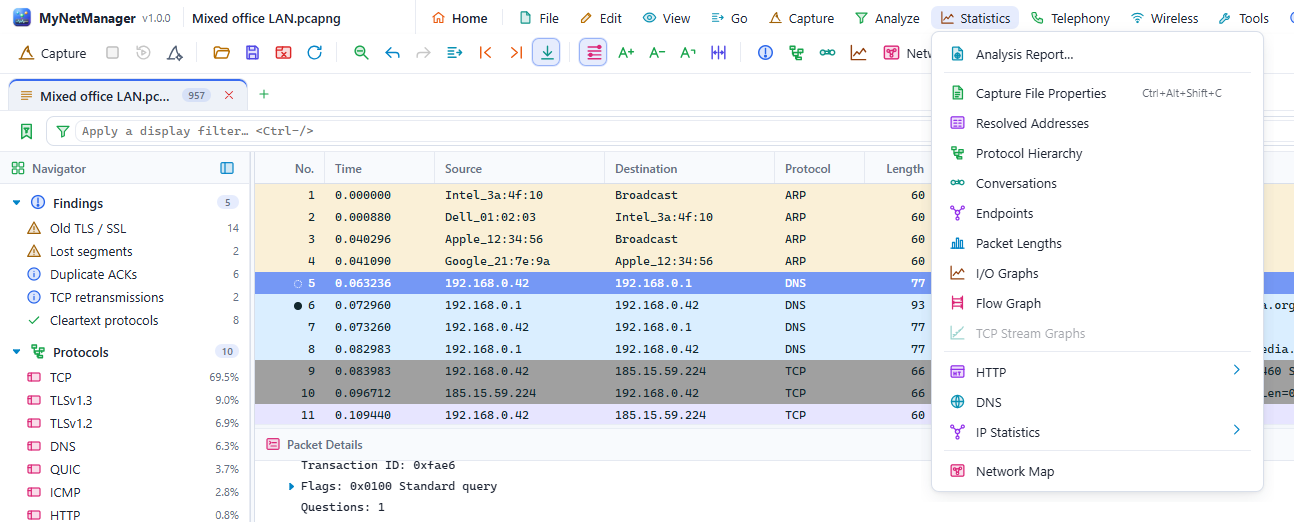 MyNetManager v1.0.0 Mixed office LAN.pcapng Home File Edit View Go Capture Analyze Statistics Telephony Wireless Tools
Capture A+ A- A Netw
Mixed office LAN.pc... 957
Apply a display filter… <Ctrl-/>
Navigator
Findings 5
Old TLS / SSL 14
Lost segments 2
Duplicate ACKs 6
TCP retransmissions 2
Cleartext protocols 8
Protocols 10
TCP 69.5%
TLSv1.3 9.0%
TLSv1.2 6.9%
DNS 6.3%
QUIC 3.7%
ICMP 2.8%
HTTP 0.8%
No. Time Source Destination Protocol Length
1 0.000000 Intel_3a:4f:10 Broadcast ARP 60
2 0.000880 Dell_01:02:03 Intel_3a:4f:10 ARP 60
3 0.040296 Apple_12:34:56 Broadcast ARP 60
4 0.041090 Google_21:7e:9a Apple_12:34:56 ARP 60
5 0.063236 192.168.0.42 192.168.0.1 DNS 77
6 0.072960 192.168.0.1 192.168.0.42 DNS 93 a.org
7 0.073260 192.168.0.42 192.168.0.1 DNS 77
8 0.082983 192.168.0.1 192.168.0.42 DNS 77 edia.
9 0.083983 192.168.0.42 185.15.59.224 TCP 66 460 S
10 0.096712 185.15.59.224 192.168.0.42 TCP 66 len=0
11 0.109440 192.168.0.42 185.15.59.224 TCP 60
Packet Details
Transaction ID: 0xfae6
Flags: 0x0100 Standard query
Questions: 1
Analysis Report...
Capture File Properties Ctrl+Alt+Shift+C
Resolved Addresses
Protocol Hierarchy
Conversations
Endpoints
Packet Lengths
I/O Graphs
Flow Graph
TCP Stream Graphs
HTTP
DNS
IP Statistics
Network Map